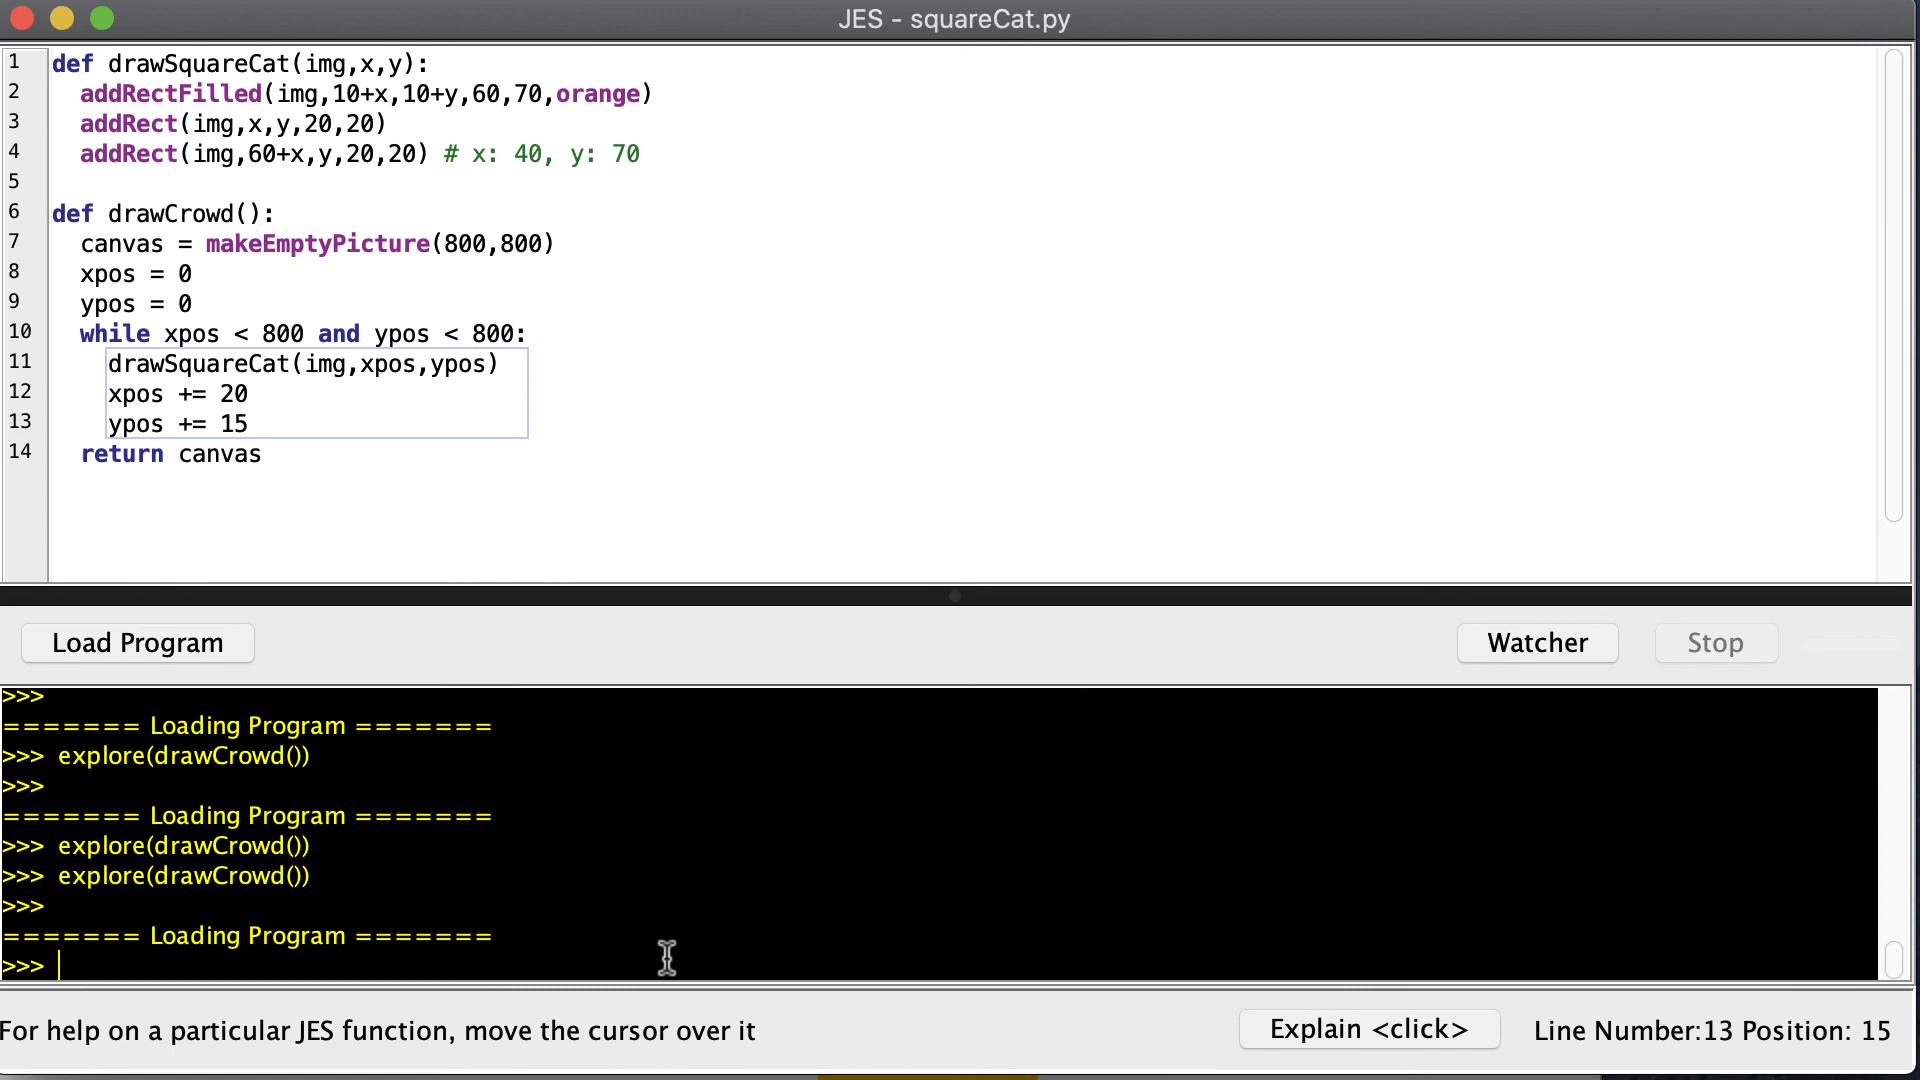 JES - squareCat.py
1 def drawSquareCat(img,x,y):
2 addRectFilled(img,10+x,10+y,60,70,orange)
3 addRect(img,x,y,20,20)
4 addRect(img,60+x,y,20,20) # x: 40, y: 70
5
6 def drawCrowd():
7 canvas = makeEmptyPicture(800,800)
8 xpos = 0
9 ypos = 0
10 while xpos < 800 and ypos < 800:
11 drawSquareCat(img,xpos,ypos)
12 xpos += 20
13 ypos += 15
14 return canvas
Load Program Watcher Stop
>>>
======= Loading Program =======
>>> explore(drawCrowd())
>>>
======= Loading Program =======
>>> explore(drawCrowd())
>>> explore(drawCrowd())
>>>
======= Loading Program =======
>>>
For help on a particular JES function, move the cursor over it Explain <click> Line Number:13 Position: 15